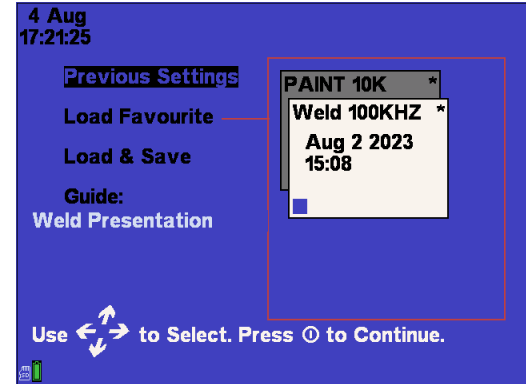 4 Aug
17:21:25
Previous Settings
Load Favourite
Load & Save
Guide:
Weld Presentation
PAINT 10K *
Weld 100KHZ *
Aug 2 2023
15:08
Use to Select. Press to Continue.
SD